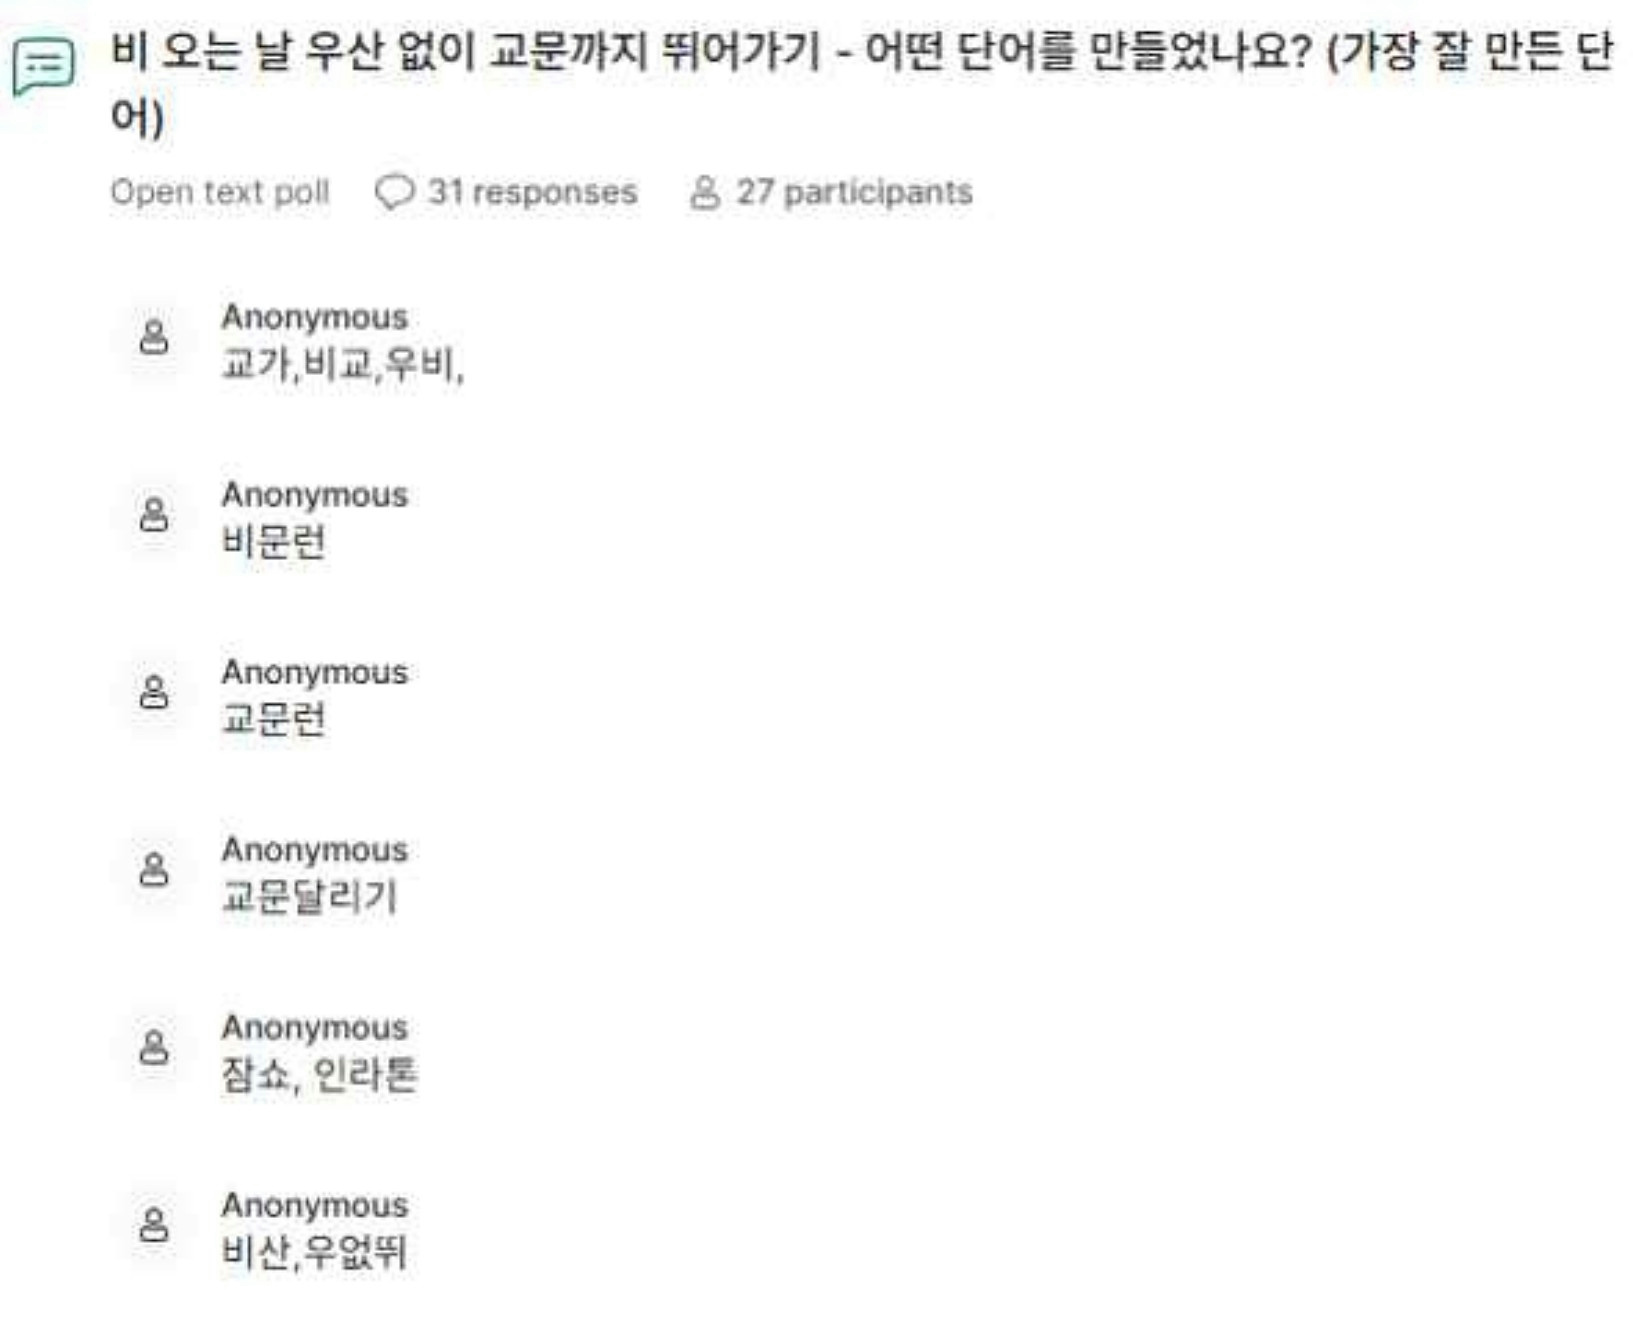 비 오는 날 우산 없이 교문까지 뛰어가기 - 어떤 단어를 만들었나요? (가장 잘 만든 단
어)
Open text poll 31 responses 27 participants
Anonymous
교가,비교,우비,
Anonymous
비문런
Anonymous
교문런
Anonymous
교문달리기
Anonymous
잠쇼, 인라톤
Anonymous
비산,우없뛰